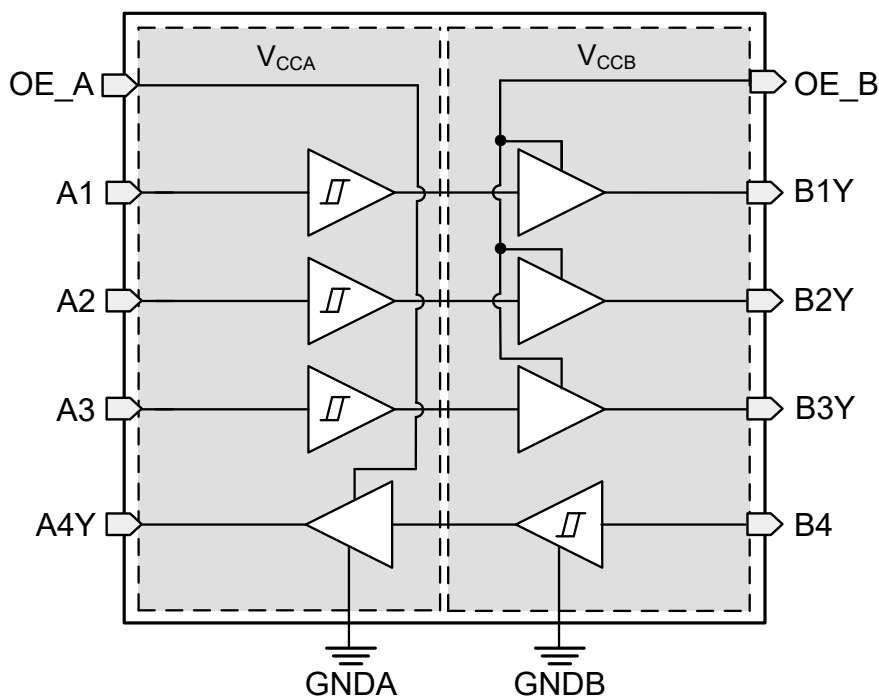 V_CCA
V_CCB
OE_A
OE_B
A1
B1Y
A2
B2Y
A3
B3Y
A4Y
B4
GNDA
GNDB